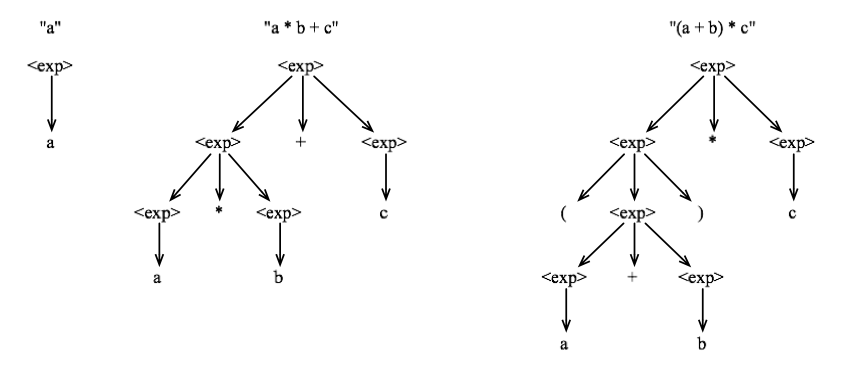 "a" "a * b + c" "(a + b) * c"
<exp> <exp> <exp>
a <exp> + <exp> <exp> * <exp>
<exp> * <exp> c ( <exp> ) c
a b <exp> + <exp>
a b